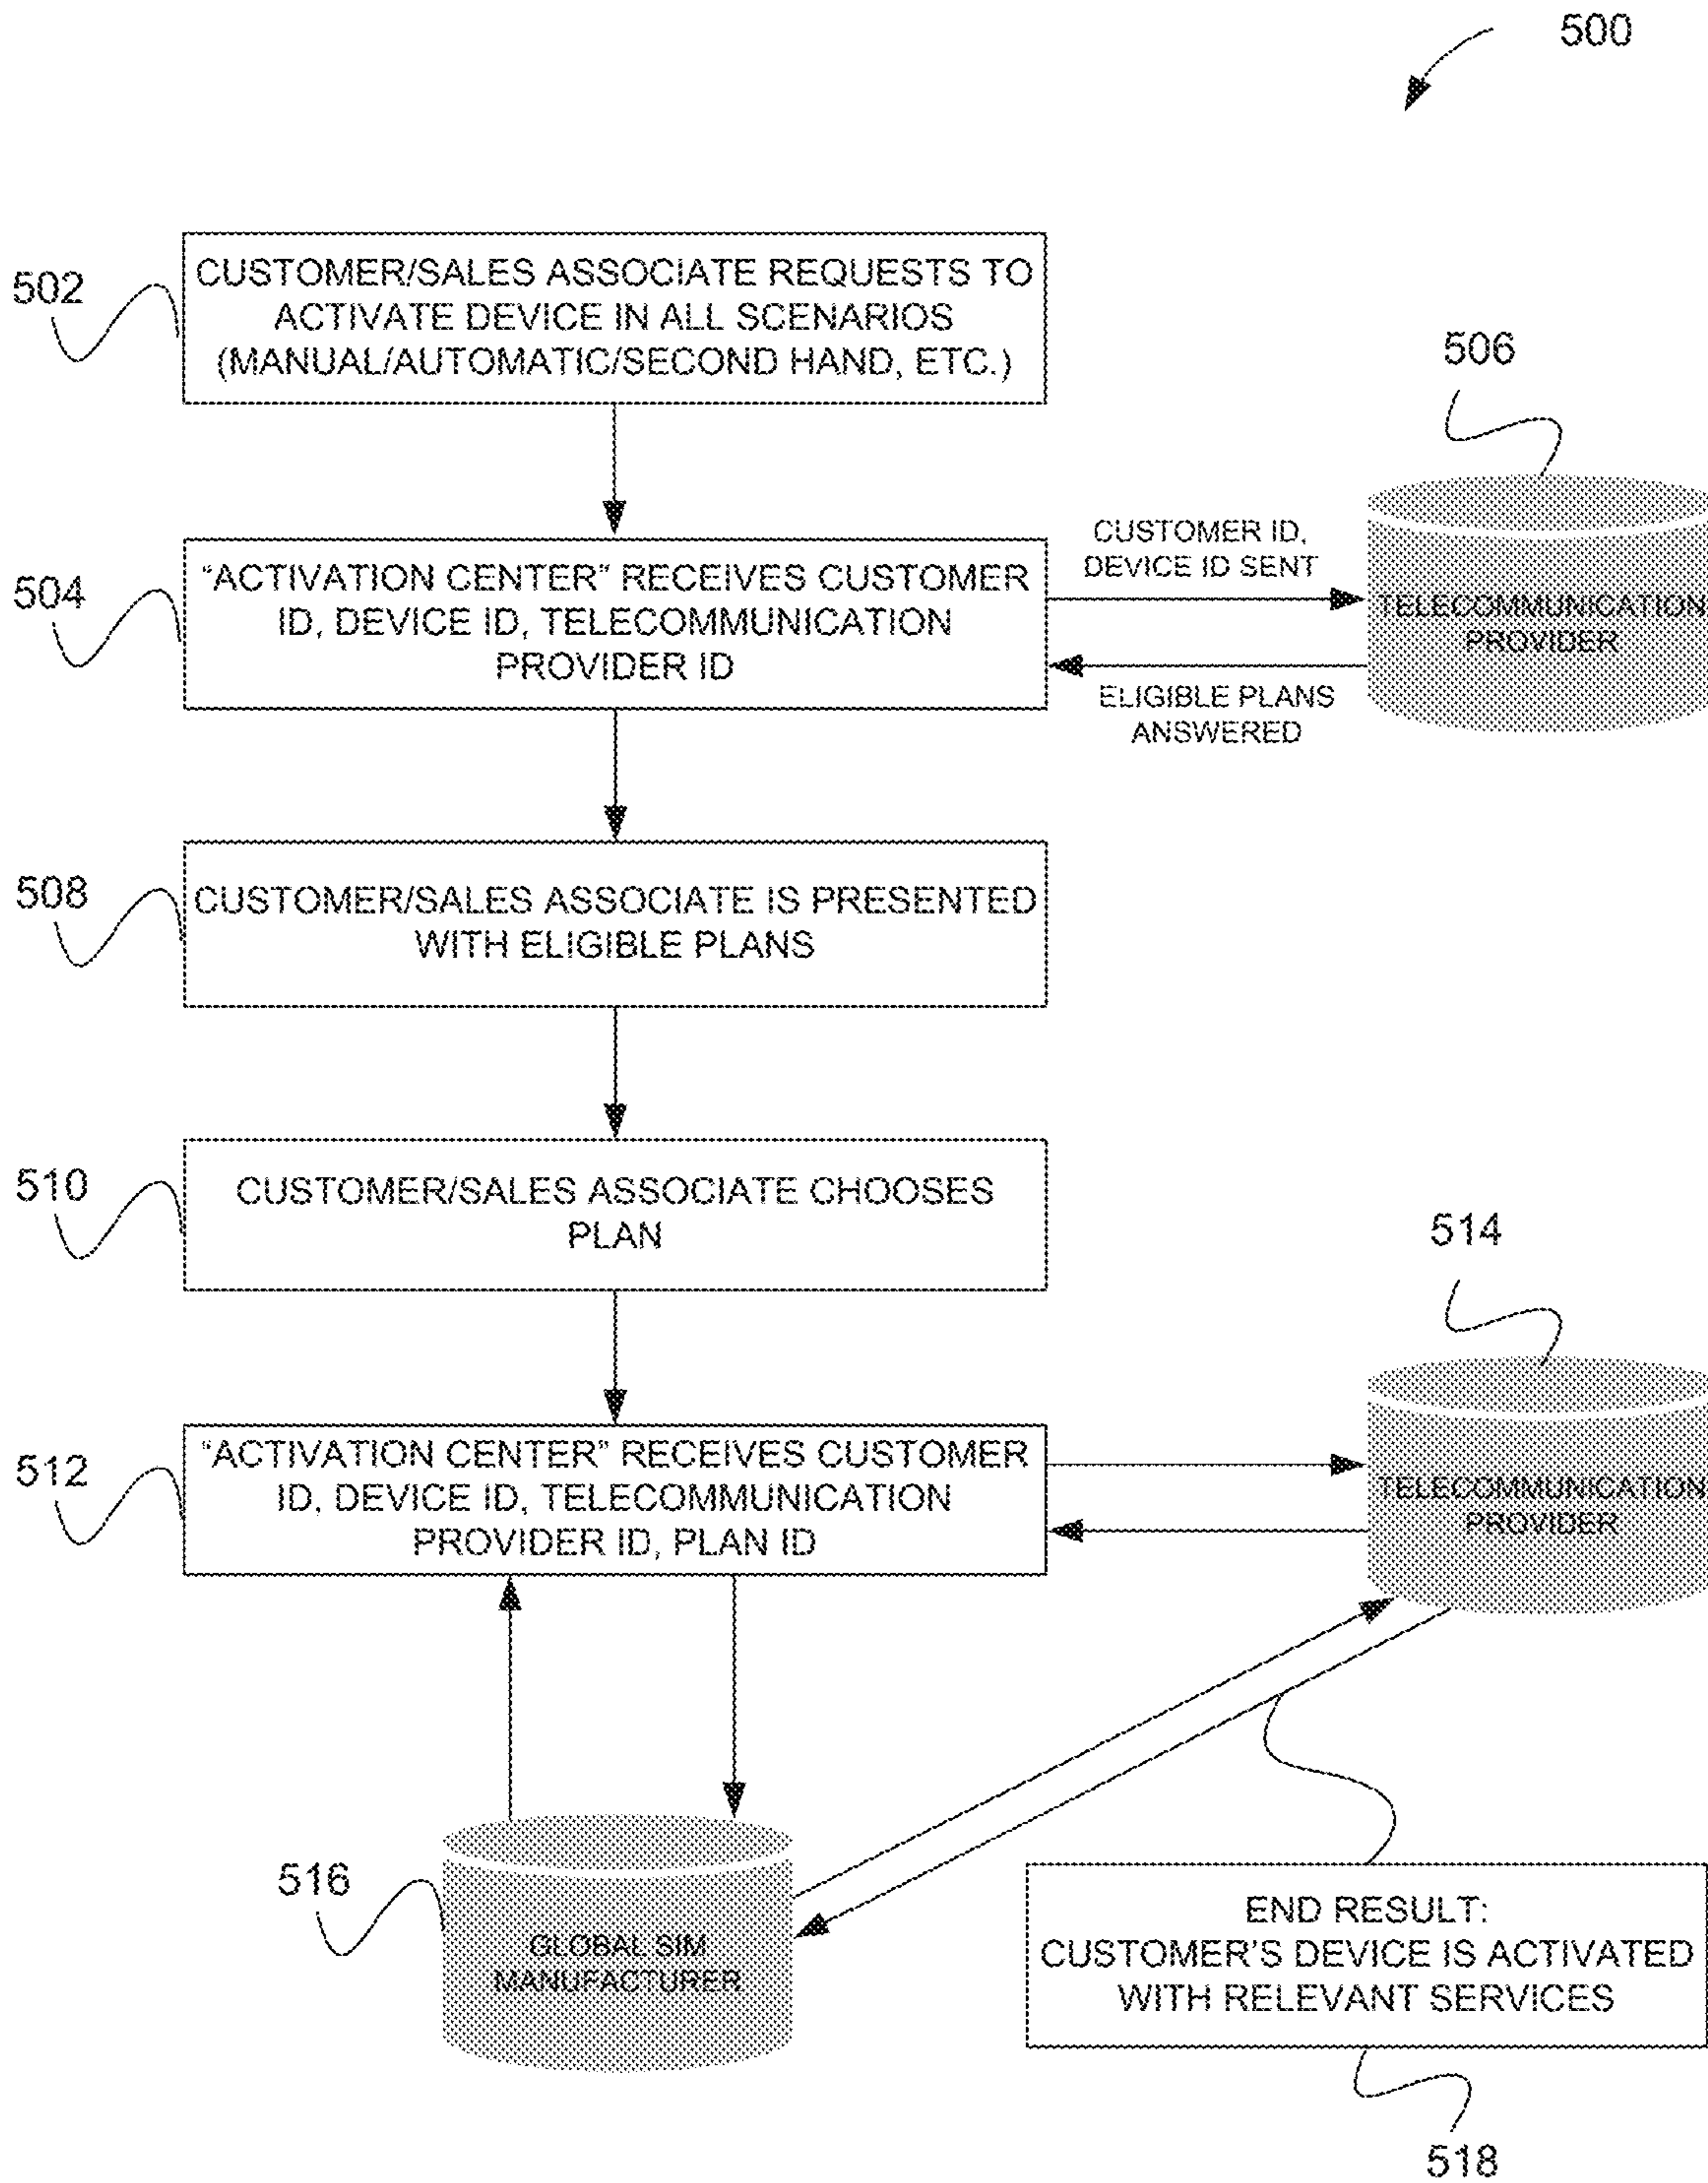 500
502
CUSTOMER/SALES ASSOCIATE REQUESTS TO
ACTIVATE DEVICE IN ALL SCENARIOS
(MANUAL/AUTOMATIC/SECOND HAND, ETC.)
506
504
"ACTIVATION CENTER" RECEIVES CUSTOMER
ID, DEVICE ID, TELECOMMUNICATION
PROVIDER ID
CUSTOMER ID,
DEVICE ID SENT
ELIGIBLE PLANS
ANSWERED
TELECOMMUNICATION
PROVIDER
508
CUSTOMER/SALES ASSOCIATE IS PRESENTED
WITH ELIGIBLE PLANS
510
CUSTOMER/SALES ASSOCIATE CHOOSES
PLAN
514
512
"ACTIVATION CENTER" RECEIVES CUSTOMER
ID, DEVICE ID, TELECOMMUNICATION
PROVIDER ID, PLAN ID
TELECOMMUNICATION
PROVIDER
516
GLOBAL SIM
MANUFACTURER
END RESULT:
CUSTOMER'S DEVICE IS ACTIVATED
WITH RELEVANT SERVICES
518